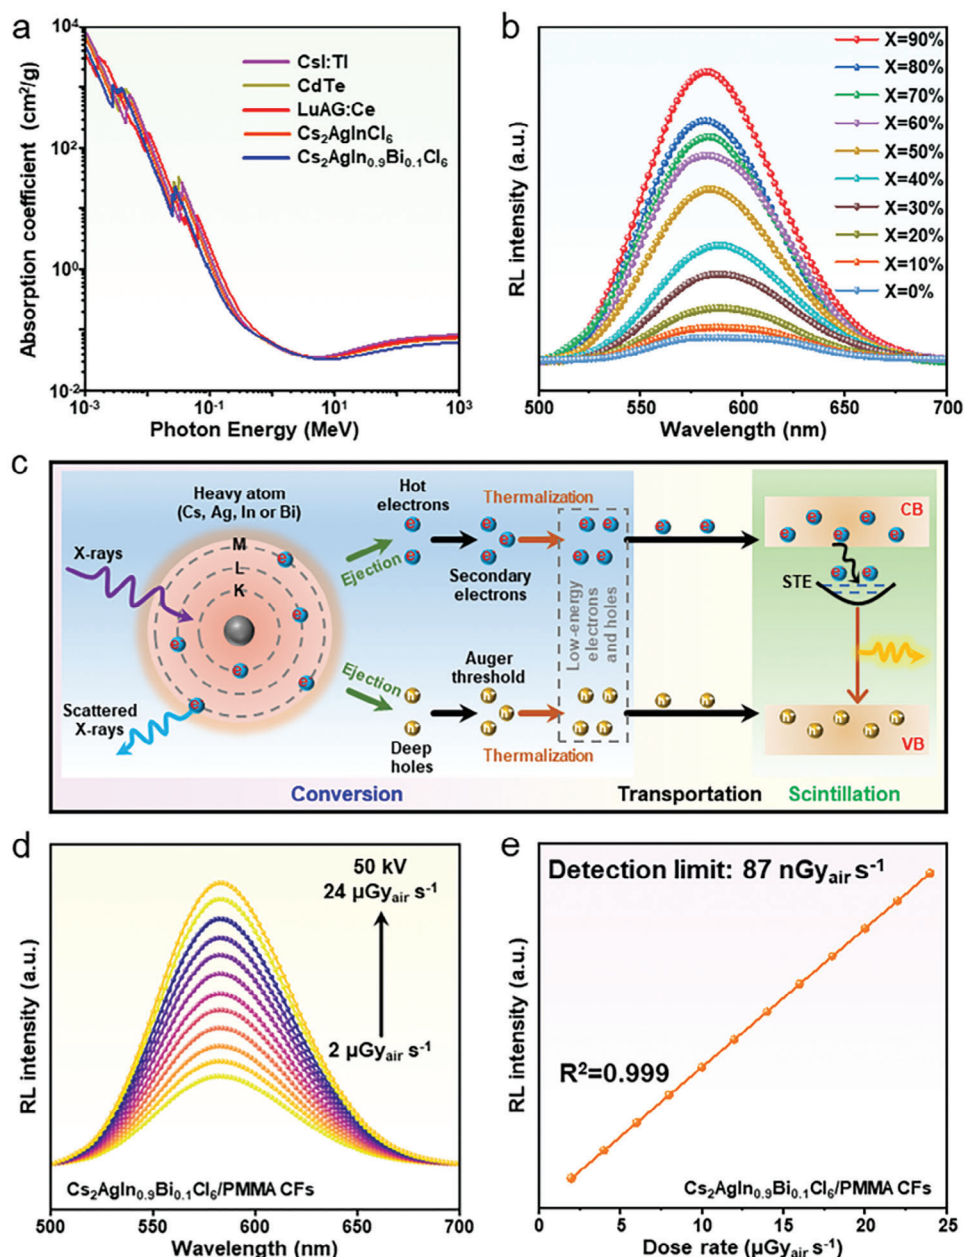 a
Absorption coefficient (cm²/g)
10⁴
10²
10⁰
10⁻²
CsI:Tl
CdTe
LuAG:Ce
Cs₂AgInCl₆
Cs₂AgIn₀.₉Bi₀.₁Cl₆
10⁻³
10⁻¹
10¹
10³
Photon Energy (MeV)
b
RL intensity (a.u.)
X=90%
X=80%
X=70%
X=60%
X=50%
X=40%
X=30%
X=20%
X=10%
X=0%
500
550
600
650
700
Wavelength (nm)
c
Heavy atom
(Cs, Ag, In or Bi)
X-rays
M
L
K
e⁻
Scattered
X-rays
Ejection
Ejection
Hot
electrons
Thermalization
Secondary
electrons
Low-energy
electrons
and holes
Auger
threshold
Deep
holes
h⁺
Thermalization
CB
STE
VB
Conversion
Transportation
Scintillation
d
RL intensity (a.u.)
50 kV
24 μGyair s⁻¹
2 μGyair s⁻¹
Cs₂AgIn₀.₉Bi₀.₁Cl₆/PMMA CFs
500
550
600
650
700
Wavelength (nm)
e
RL intensity (a.u.)
Detection limit: 87 nGyair s⁻¹
R²=0.999
Cs₂AgIn₀.₉Bi₀.₁Cl₆/PMMA CFs
0
5
10
15
20
25
Dose rate (μGyair s⁻¹)